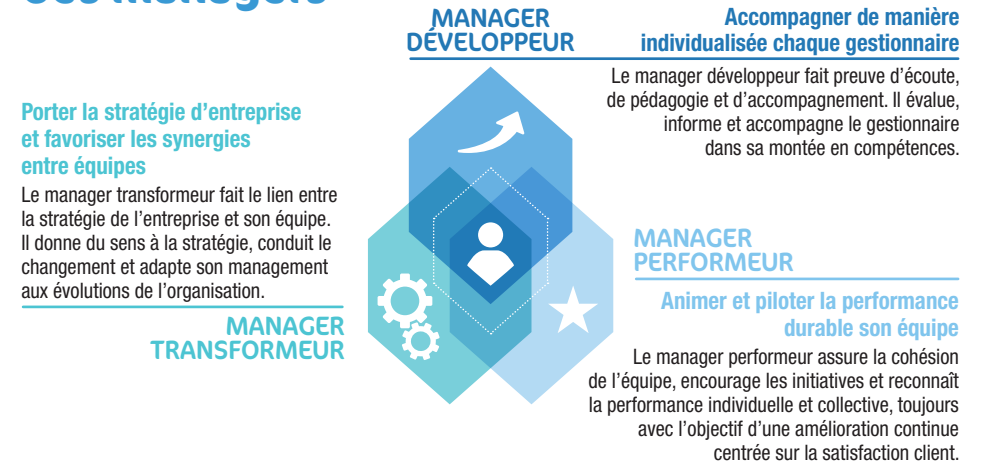 des managers
MANAGER
DÉVELOPPEUR
Accompagner de manière
individualisée chaque gestionnaire
Le manager développeur fait preuve d’écoute,
de pédagogie et d’accompagnement. Il évalue,
informe et accompagne le gestionnaire
dans sa montée en compétences.
Porter la stratégie d’entreprise
et favoriser les synergies
entre équipes
Le manager transformeur fait le lien entre
la stratégie de l’entreprise et son équipe.
Il donne du sens à la stratégie, conduit le
changement et adapte son management
aux évolutions de l’organisation.
MANAGER
TRANSFORMEUR
MANAGER
PERFORMEUR
Animer et piloter la performance
durable son équipe
Le manager performeur assure la cohésion
de l’équipe, encourage les initiatives et reconnaît
la performance individuelle et collective, toujours
avec l’objectif d’une amélioration continue
centrée sur la satisfaction client.